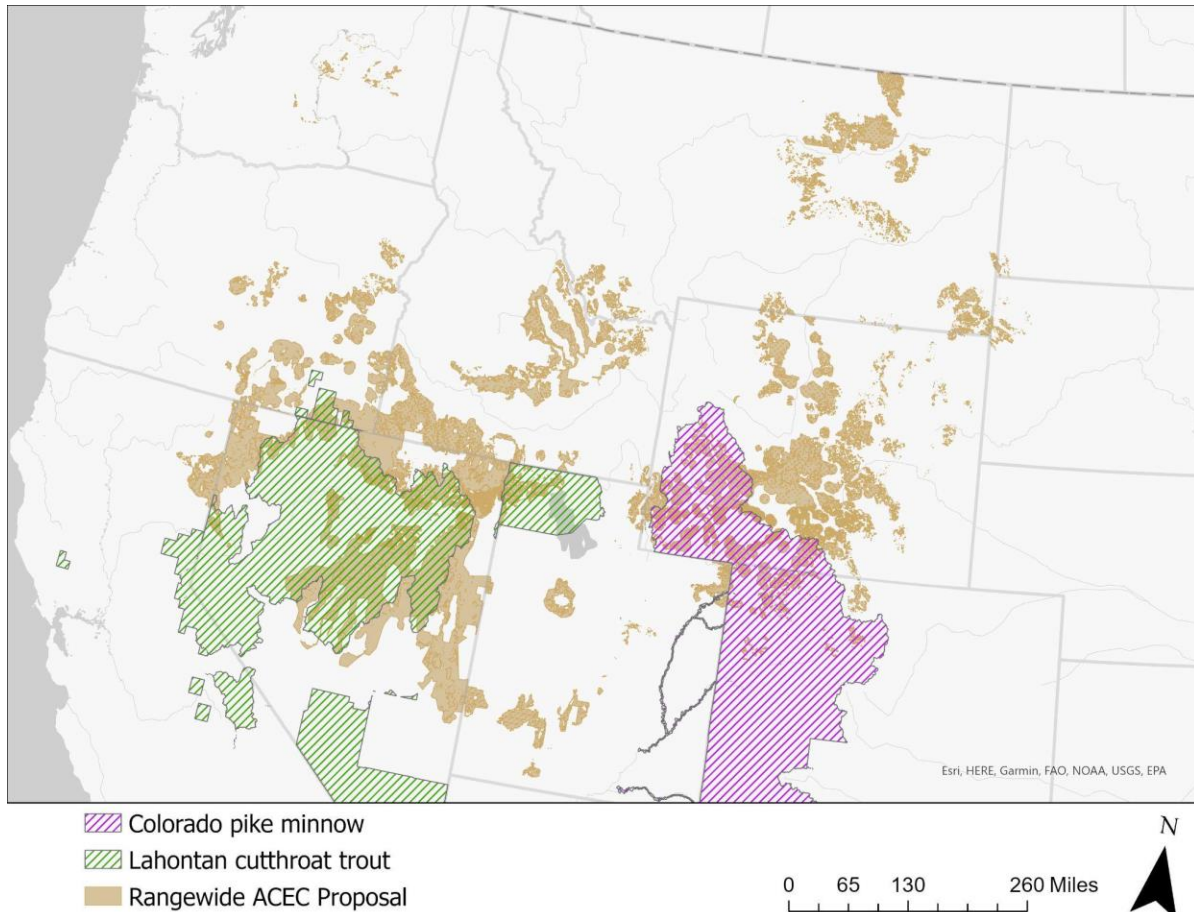 Esri, HERE, Garmin, FAO, NOAA, USGS, EPA
Colorado pike minnow
Lahontan cutthroat trout
Rangewide ACEC Proposal
N
0 65 130 260 Miles